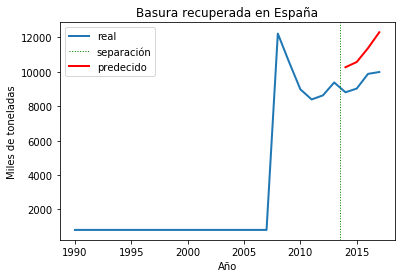 Basura recuperada en España
real
separación
predecido
Miles de toneladas
12000
10000
8000
6000
4000
2000
1990
1995
2000
2005
2010
2015
Año